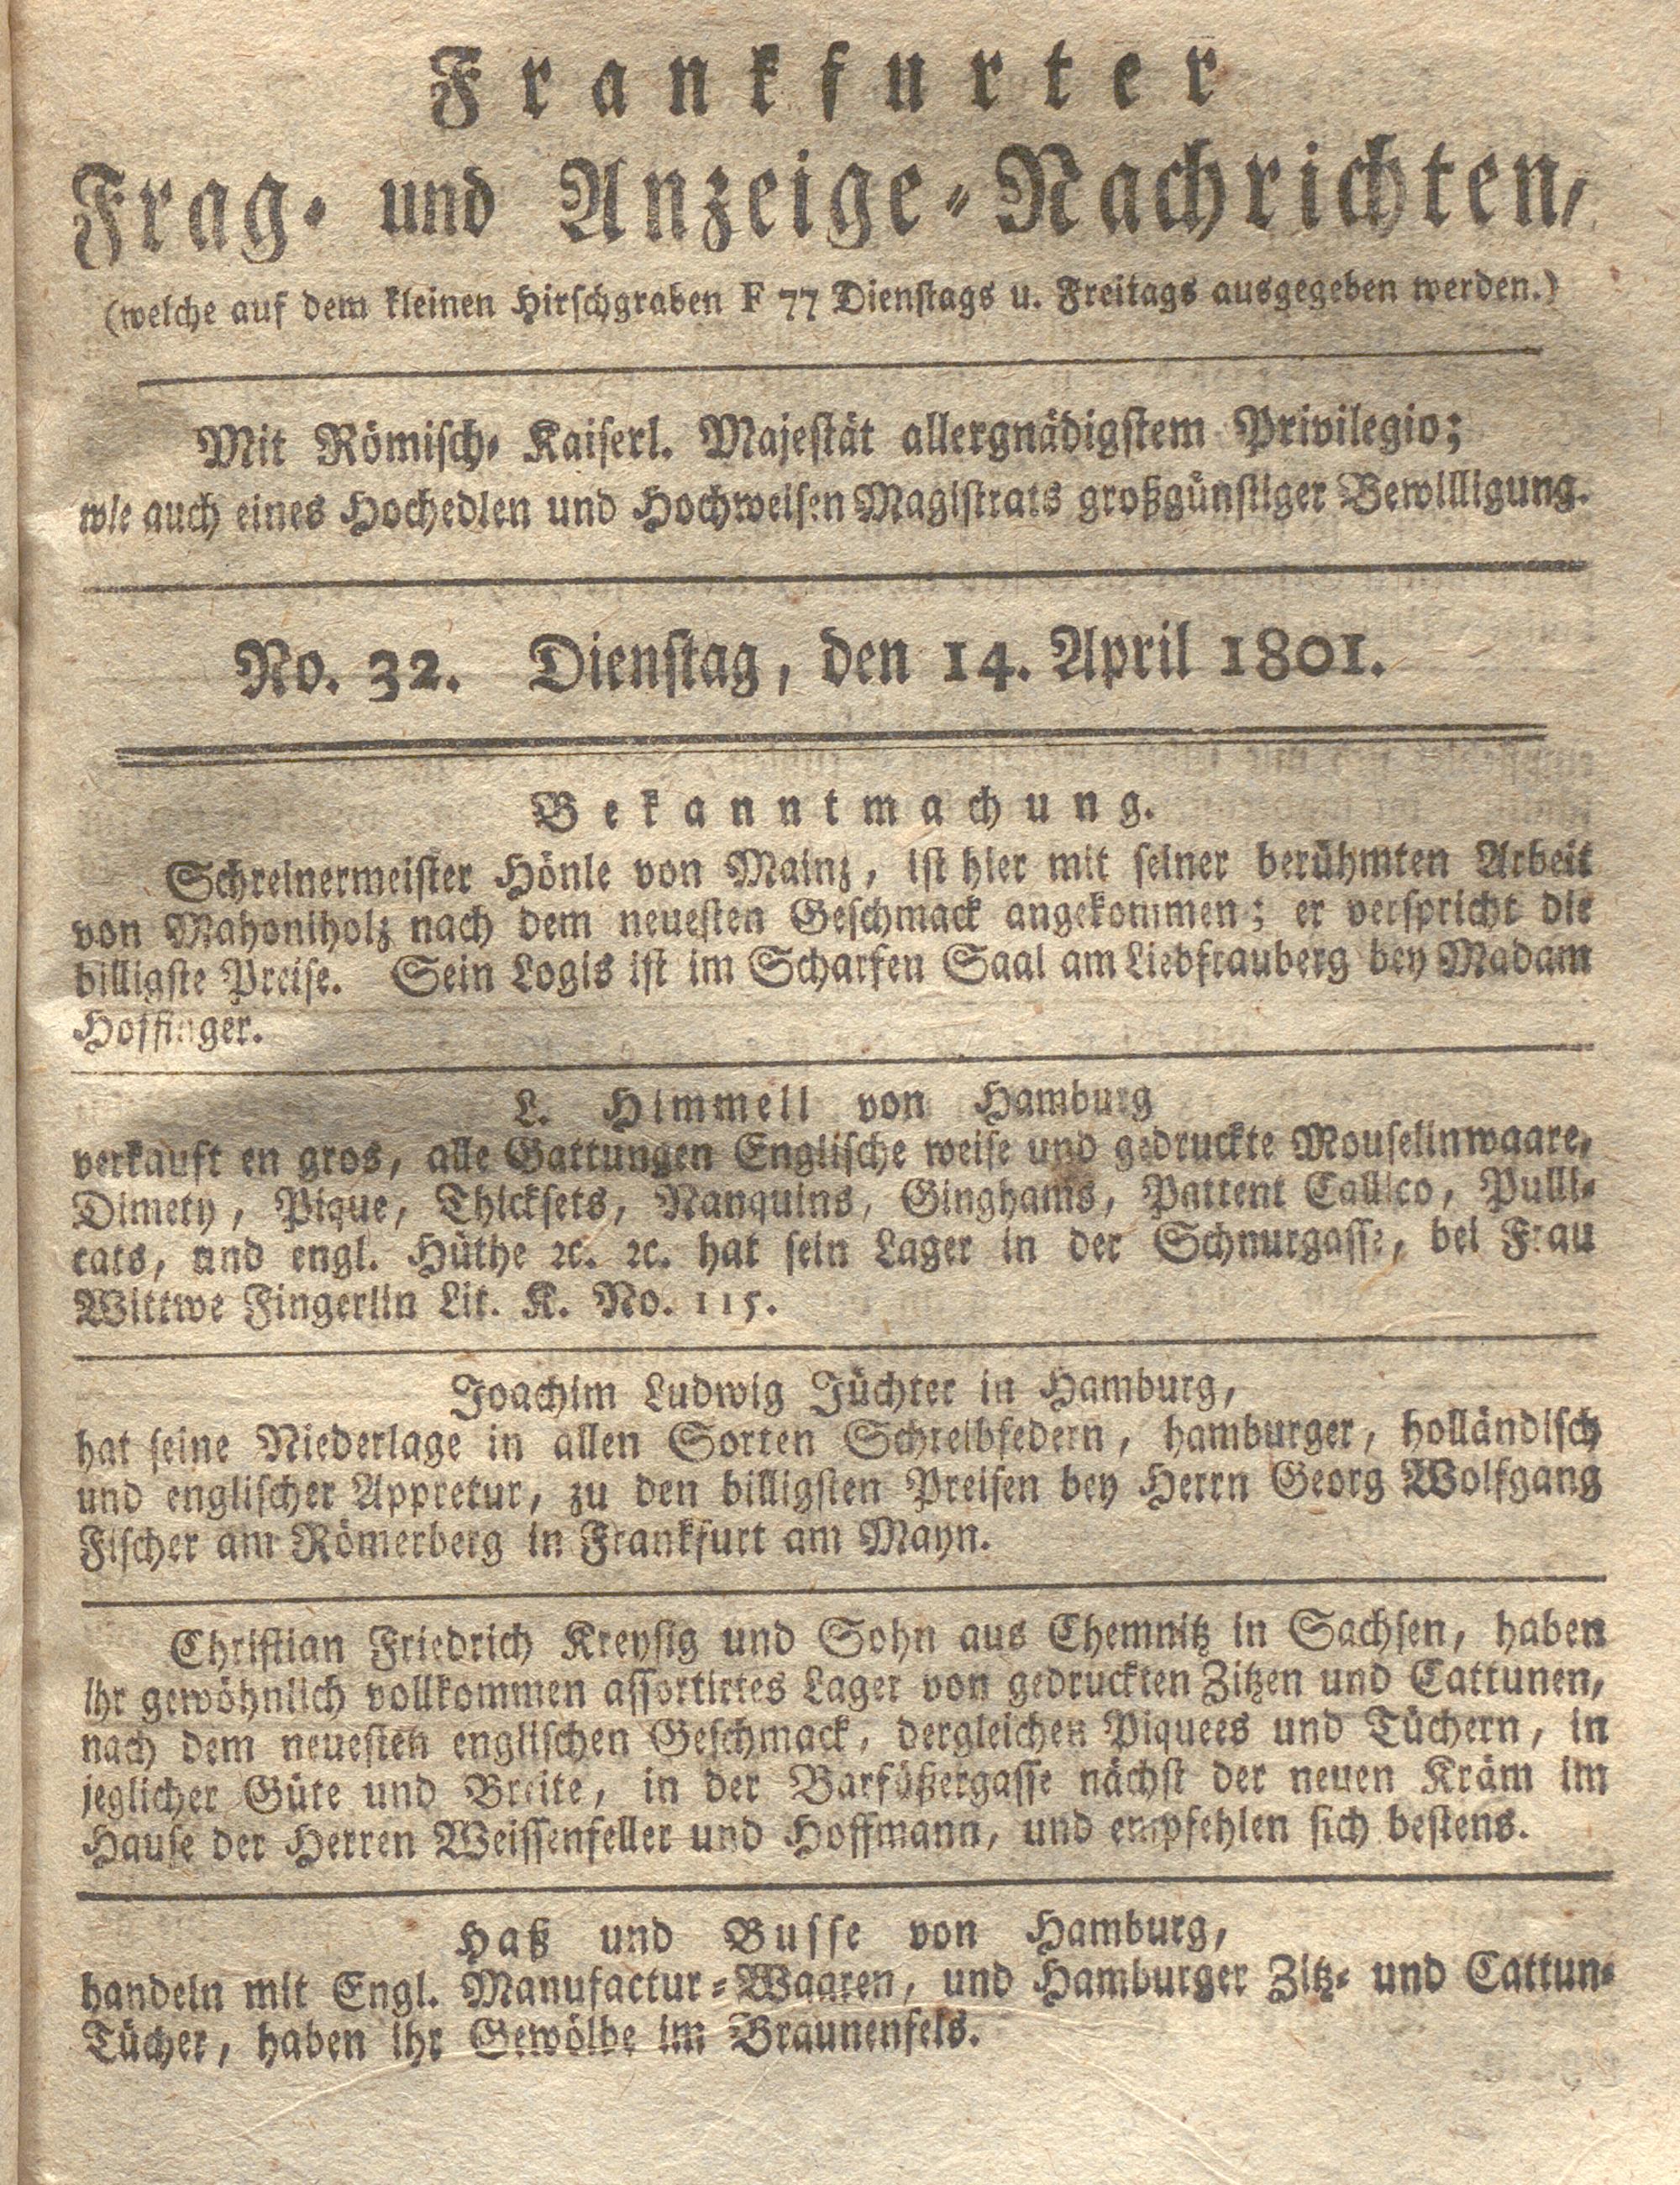 Frankfurter
Frag- und Anzeige-Nachrichten,
(welche auf dem kleinen Hirschgraben F 77 Dienstags u. Freitags ausgegeben werden.)
Mit Römisch- Kaiserl. Majestät allergnädigstem Privilegio;
wie auch eines Hochedlen und Hochweisen Magistrats großgünstiger Bewilligung.
No. 32. Dienstag, den 14. April 1801.
Bekanntmachung.
Schreinermeister Hönle von Mainz, ist hier mit seiner berühmten Arbeit
von Mahoniholz nach dem neuesten Geschmack angekommen; er verspricht die
billigste Preise. Sein Logis ist im Scharfen Saal am Liebfrauberg bey Madam
Hoffinger.
L. Himmell von Hamburg
verkauft en gros, alle Gattungen Englische weise und gedruckte Mouselinwaare,
Dimety, Pique, Thicksets, Nanquins, Ginghams, Pattent Callico, Pulli-
cats, und engl. Hüthe ꝛc. ꝛc. hat sein Lager in der Schnurgasse, bei Frau
Wittwe Fingerlin Lit. K. No. 115.
Joachim Ludwig Jüchter in Hamburg,
hat seine Niederlage in allen Sorten Schreibfedern, hamburger, holländisch
und englischer Appretur, zu den billigsten Preisen bey Herrn Georg Wolfgang
Fischer am Römerberg in Frankfurt am Mayn.
Christian Friedrich Kreysig und Sohn aus Chemnitz in Sachsen, haben
ihr gewöhnlich vollkommen assortirtes Lager von gedruckten Zitzen und Cattunen,
nach dem neuesten englischen Geschmack, dergleichen Piquees und Tüchern, in
jeglicher Güte und Breite, in der Barfüßergasse nächst der neuen Kräm im
Hause der Herren Weissenfeller und Hoffmann, und empfehlen sich bestens.
Haß und Busse von Hamburg,
handeln mit Engl. Manufactur-Waaren, und Hamburger Zitz- und Cattun-
Tücher, haben ihr Gewölbe im Braunenfels.